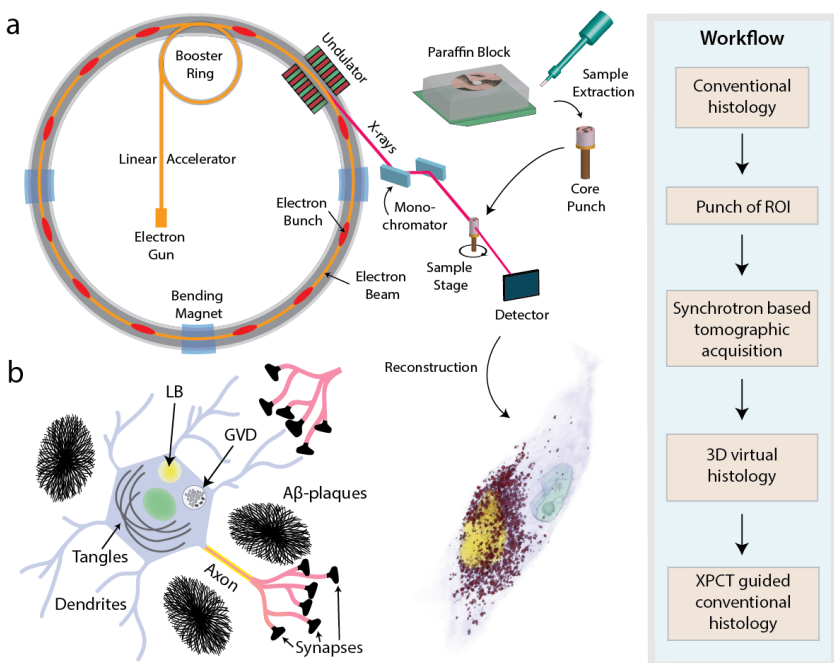 a
Booster
Ring
Undulator
Paraffin Block
Sample
Extraction
X-rays
Linear Accelerator
Core
Punch
Mono-
chromator
Electron
Bunch
Electron
Gun
Sample
Stage
Electron
Beam
Bending
Magnet
Detector
Reconstruction
b
LB
GVD
Aβ-plaques
Tangles
Axon
Dendrites
Synapses
Workflow
Conventional
histology
Punch of ROI
Synchrotron based
tomographic
acquisition
3D virtual
histology
XPCT guided
conventional
histology